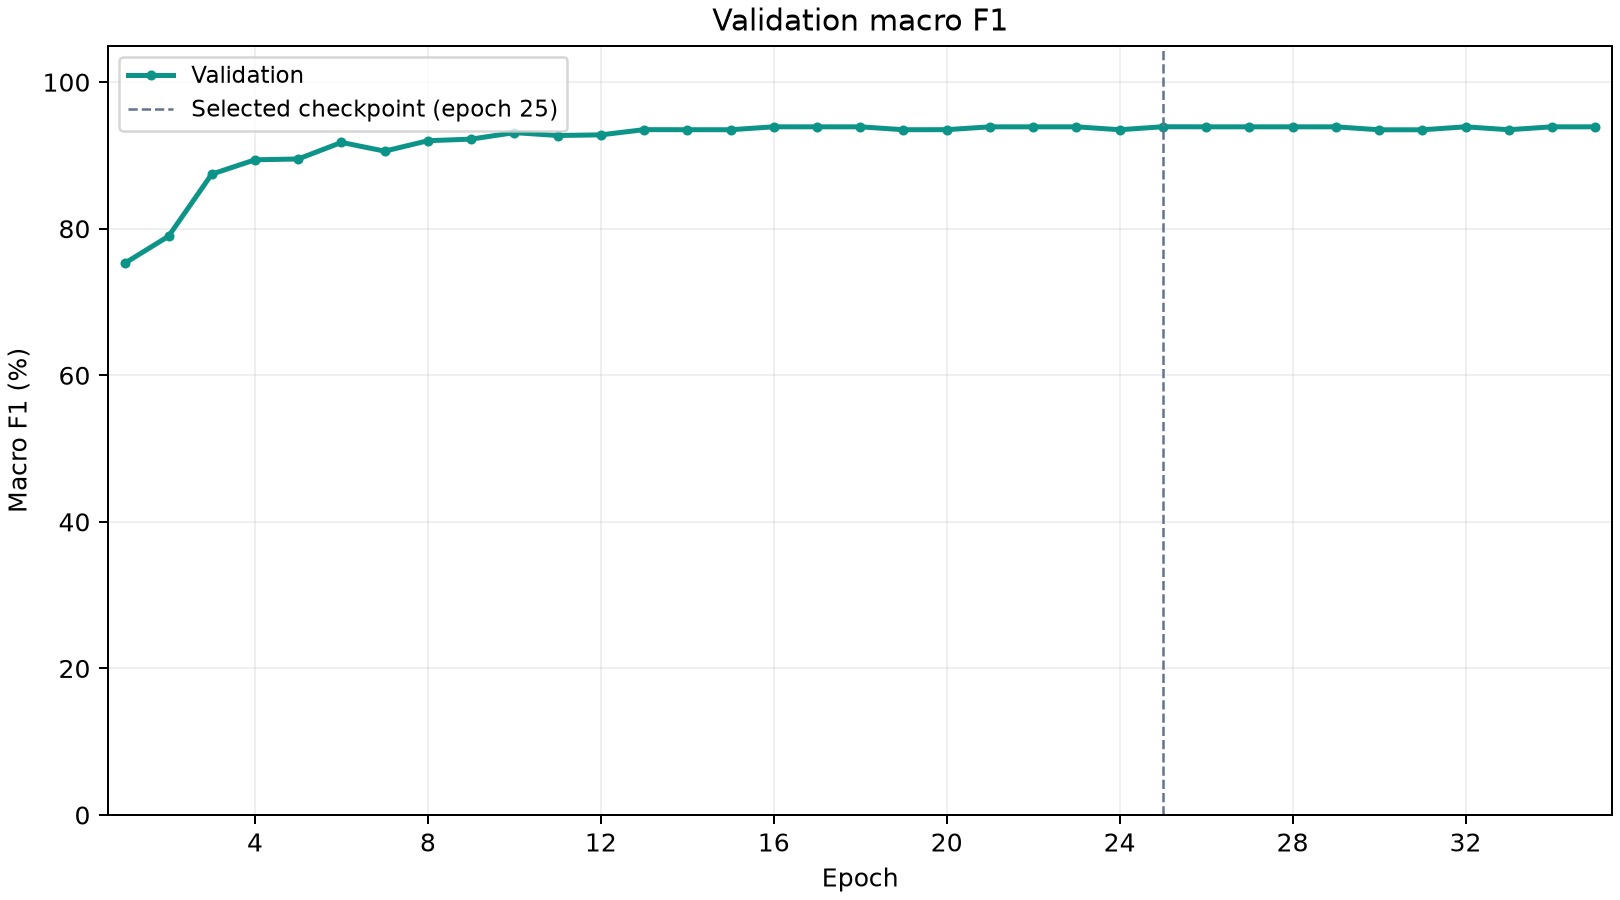 Validation macro F1
Validation
Selected checkpoint (epoch 25)
Macro F1 (%)
100
80
60
40
20
0
4 8 12 16 20 24 28 32
Epoch